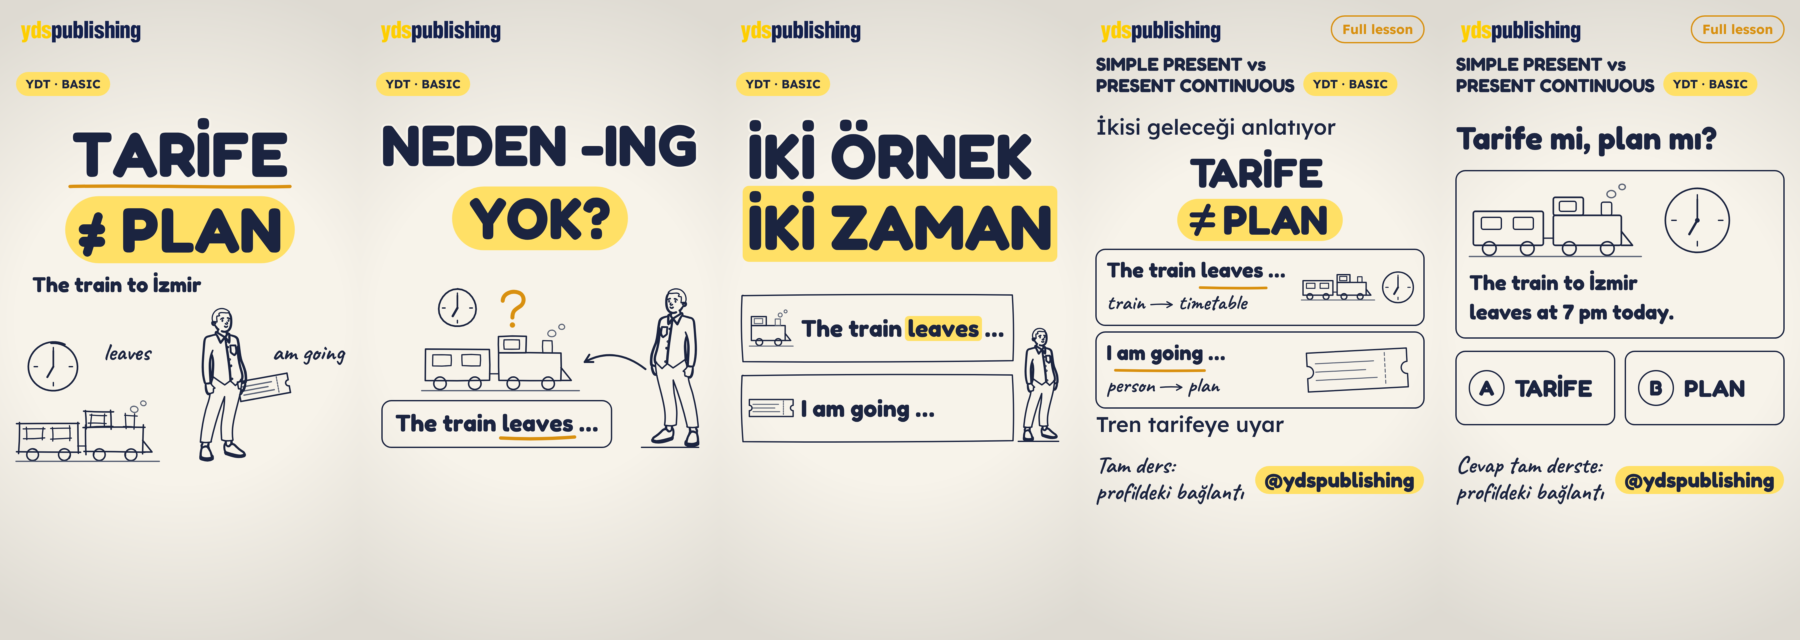 ydspublishing
YDT · BASIC
TARİFE
≠ PLAN
The train to İzmir
leaves
am going
ydspublishing
YDT · BASIC
NEDEN -ING
YOK?
?
The train leaves ...
ydspublishing
YDT · BASIC
İKİ ÖRNEK
İKİ ZAMAN
The train leaves ...
I am going ...
ydspublishing
Full lesson
SIMPLE PRESENT vs
PRESENT CONTINUOUS
YDT · BASIC
İkisi geleceği anlatıyor
TARİFE
≠ PLAN
The train leaves ...
train → timetable
I am going ...
person → plan
Tren tarifeye uyar
Tam ders:
profildeki bağlantı
@ydspublishing
ydspublishing
Full lesson
SIMPLE PRESENT vs
PRESENT CONTINUOUS
YDT · BASIC
Tarife mi, plan mı?
The train to İzmir
leaves at 7 pm today.
A TARİFE
B PLAN
Cevap tam derste:
profildeki bağlantı
@ydspublishing